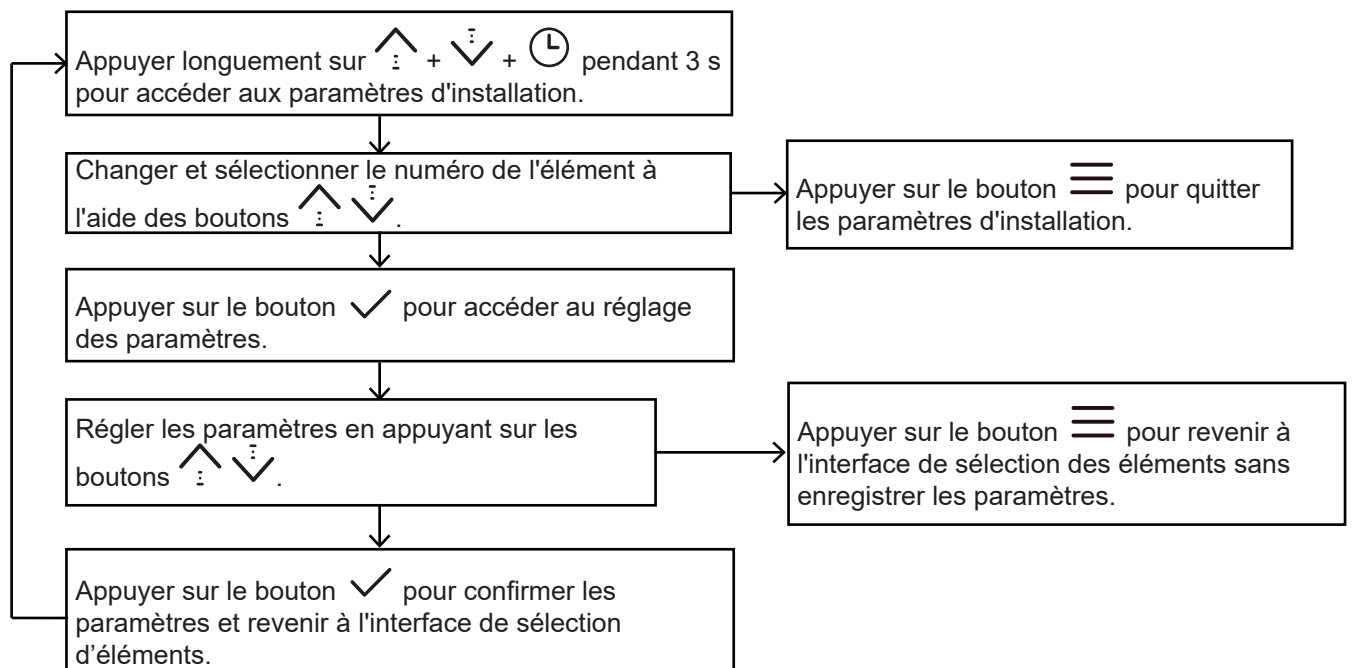 Appuyer longuement sur + + pendant 3 s
pour accéder aux paramètres d'installation.
Changer et sélectionner le numéro de l'élément à
l'aide des boutons .
Appuyer sur le bouton pour quitter
les paramètres d'installation.
Appuyer sur le bouton pour accéder au réglage
des paramètres.
Régler les paramètres en appuyant sur les
boutons .
Appuyer sur le bouton pour revenir à
l'interface de sélection des éléments sans
enregistrer les paramètres.
Appuyer sur le bouton pour confirmer les
paramètres et revenir à l'interface de sélection
d’éléments.